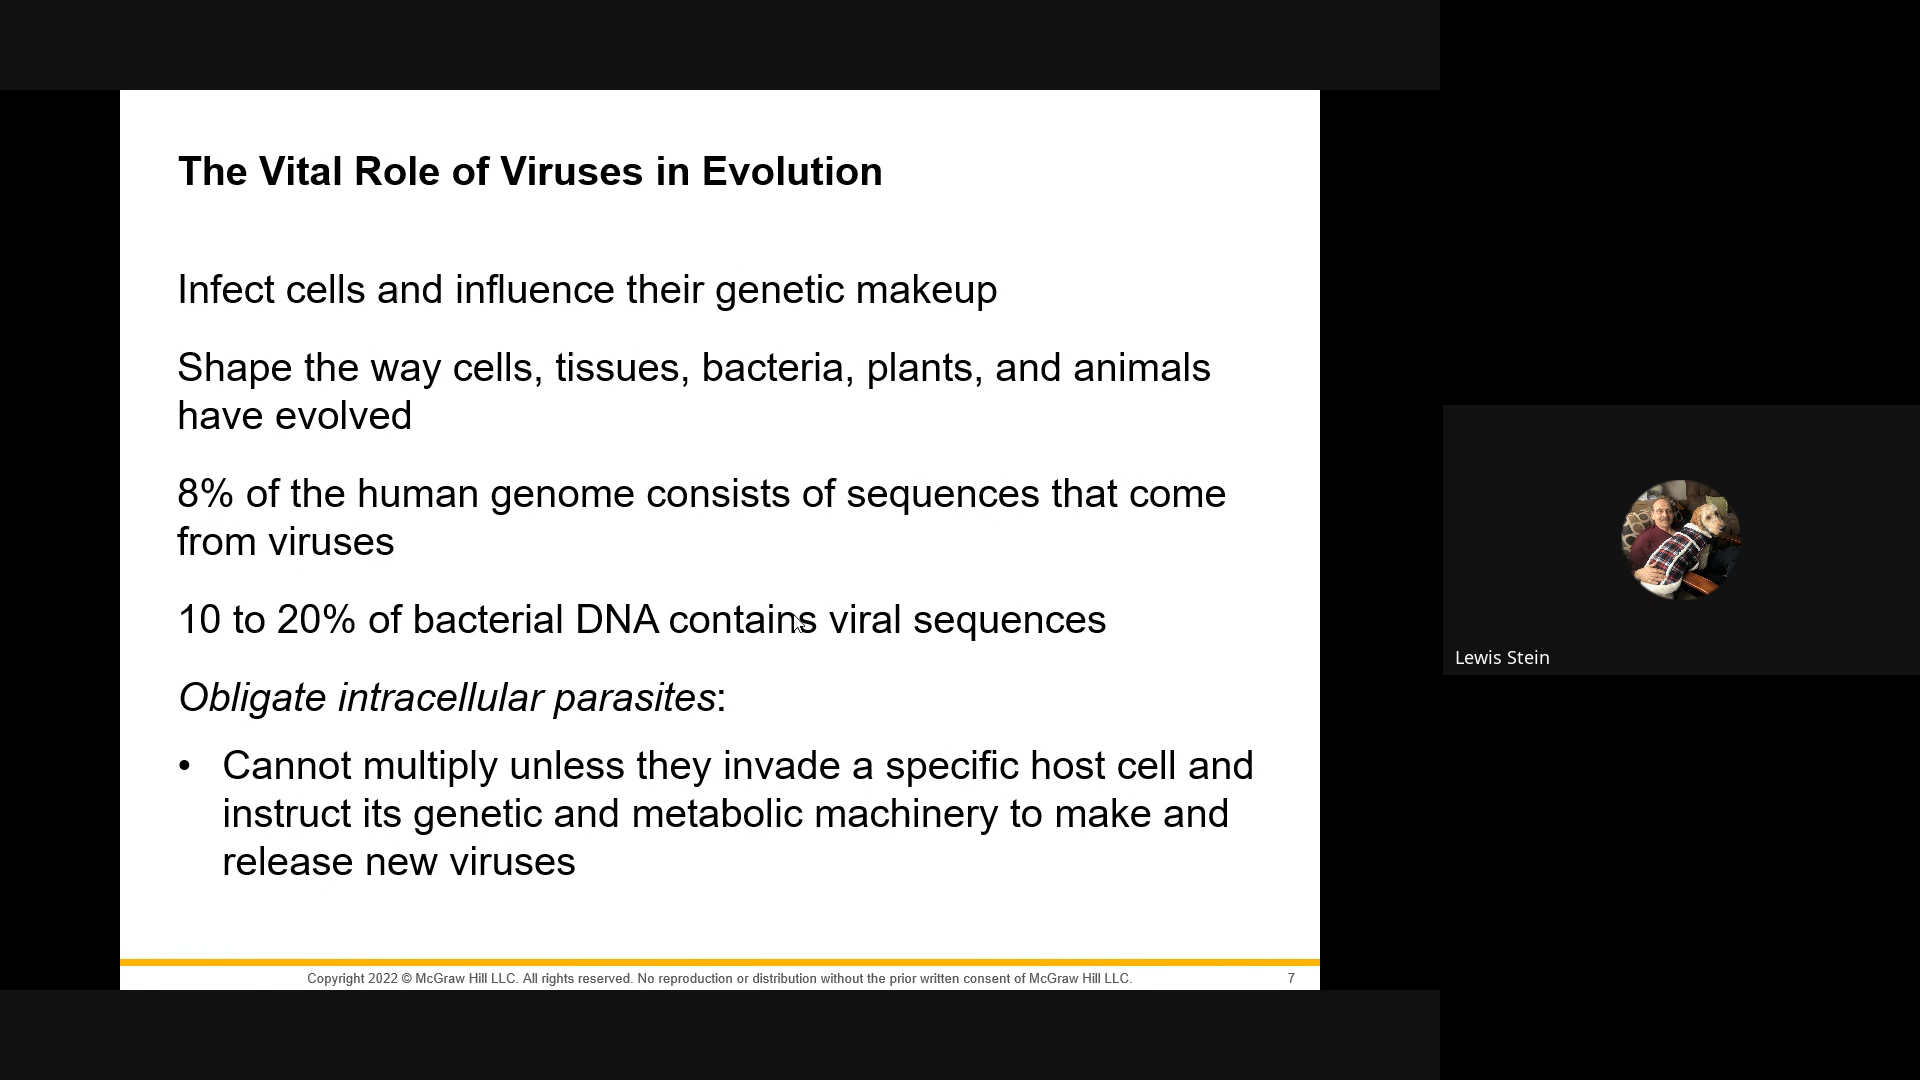 The Vital Role of Viruses in Evolution
Infect cells and influence their genetic makeup
Shape the way cells, tissues, bacteria, plants, and animals
have evolved
8% of the human genome consists of sequences that come
from viruses
10 to 20% of bacterial DNA contains viral sequences
Obligate intracellular parasites:
• Cannot multiply unless they invade a specific host cell and
instruct its genetic and metabolic machinery to make and
release new viruses
Copyright 2022 © McGraw Hill LLC. All rights reserved. No reproduction or distribution without the prior written consent of McGraw Hill LLC.
7
Lewis Stein